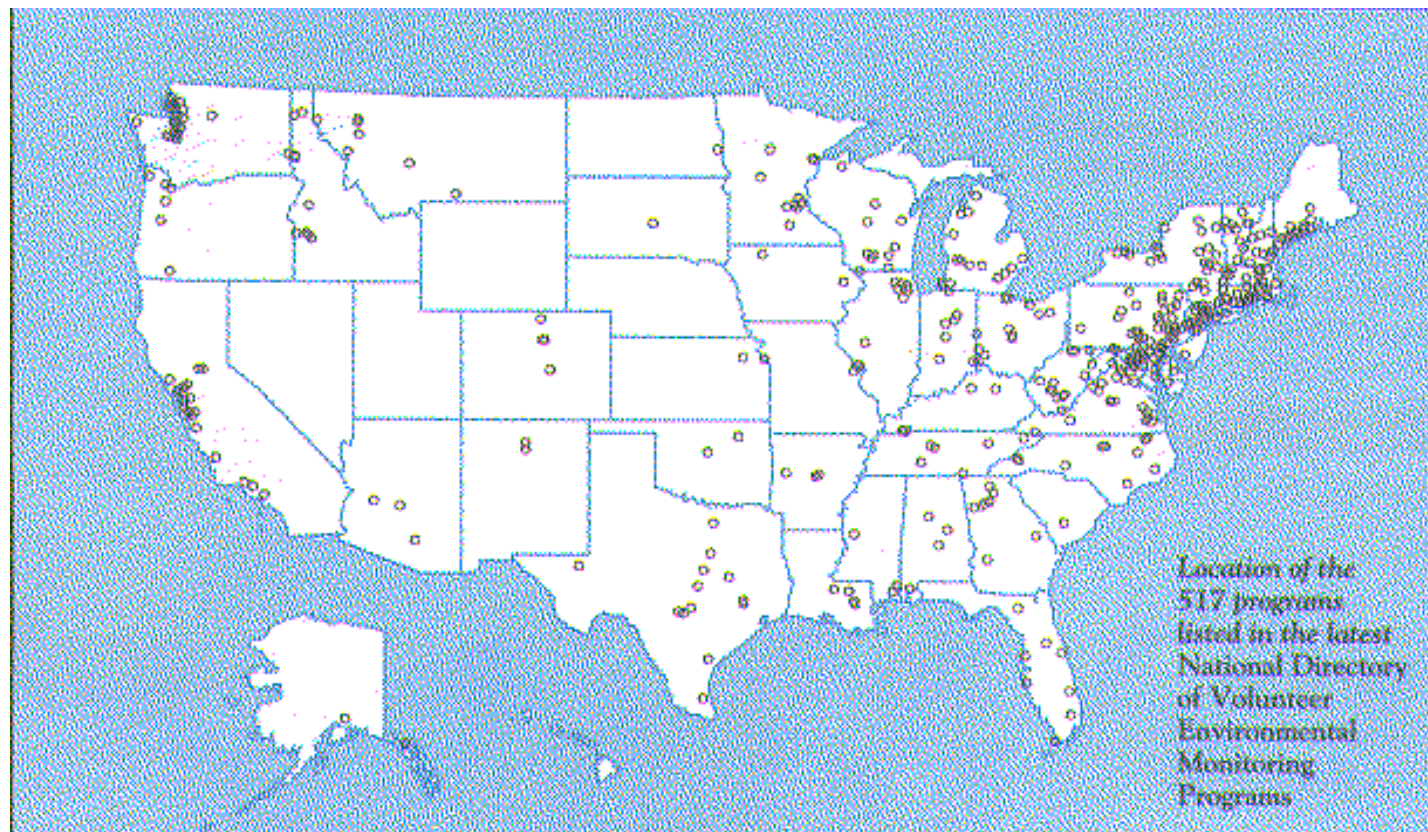 Location of the
517 programs
listed in the latest
National Directory
of Volunteer
Environmental
Monitoring
Programs